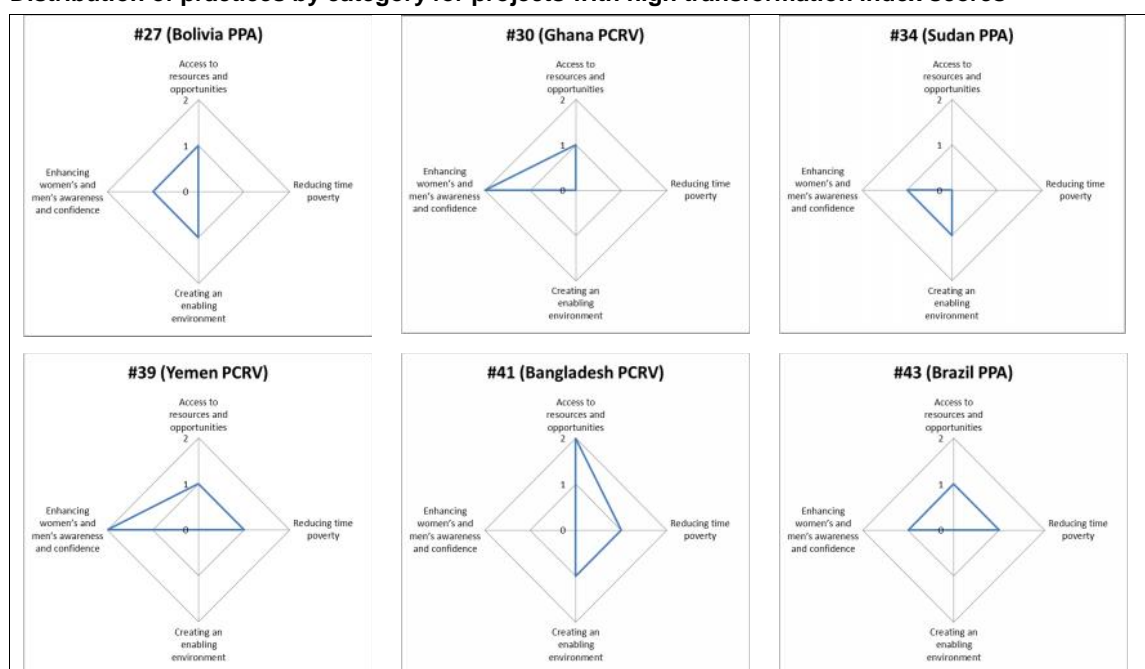 Distribution of practices by category for projects with high transformation index scores
#27 (Bolivia PPA)
Access to
resources and
opportunities
2
1
Enhancing
women's and
men's awareness
and confidence
0
Reducing time
poverty
Creating an
enabling
environment
#30 (Ghana PCRV)
Access to
resources and
opportunities
2
1
Enhancing
women's and
men's awareness
and confidence
0
Reducing time
poverty
Creating an
enabling
environment
#34 (Sudan PPA)
Access to
resources and
opportunities
2
1
Enhancing
women's and
men's awareness
and confidence
0
Reducing time
poverty
Creating an
enabling
environment
#39 (Yemen PCRV)
Access to
resources and
opportunities
2
1
Enhancing
women's and
men's awareness
and confidence
0
Reducing time
poverty
Creating an
enabling
environment
#41 (Bangladesh PCRV)
Access to
resources and
opportunities
2
1
Enhancing
women's and
men's awareness
and confidence
0
Reducing time
poverty
Creating an
enabling
environment
#43 (Brazil PPA)
Access to
resources and
opportunities
2
1
Enhancing
women's and
men's awareness
and confidence
0
Reducing time
poverty
Creating an
enabling
environment